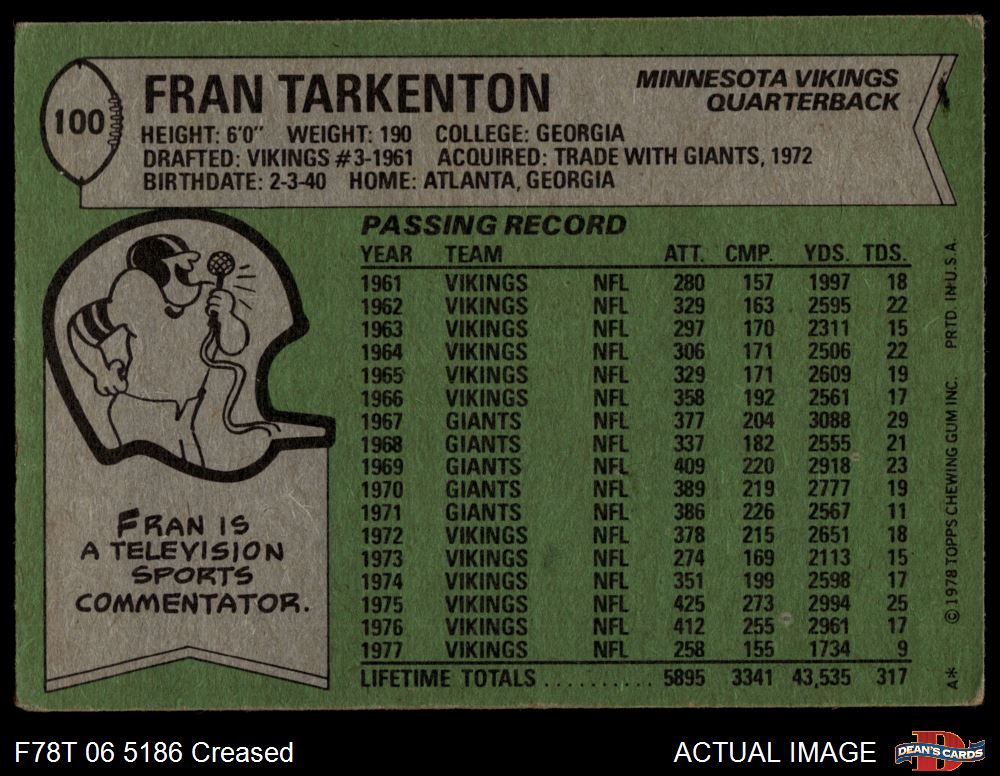 100
FRAN TARKENTON
MINNESOTA VIKINGS
QUARTERBACK
HEIGHT: 6'0" WEIGHT: 190 COLLEGE: GEORGIA
DRAFTED: VIKINGS #3-1961 ACQUIRED: TRADE WITH GIANTS, 1972
BIRTHDATE: 2-3-40 HOME: ATLANTA, GEORGIA
PASSING RECORD
YEAR TEAM ATT. CMP. YDS. TDS.
1961 VIKINGS NFL 280 157 1997 18
1962 VIKINGS NFL 329 163 2595 22
1963 VIKINGS NFL 297 170 2311 15
1964 VIKINGS NFL 306 171 2506 22
1965 VIKINGS NFL 329 171 2609 19
1966 VIKINGS NFL 358 192 2561 17
1967 GIANTS NFL 377 204 3088 29
1968 GIANTS NFL 337 182 2555 21
1969 GIANTS NFL 409 220 2918 23
1970 GIANTS NFL 389 219 2777 19
1971 GIANTS NFL 386 226 2567 11
1972 VIKINGS NFL 378 215 2651 18
1973 VIKINGS NFL 274 169 2113 15
1974 VIKINGS NFL 351 199 2598 17
1975 VIKINGS NFL 425 273 2994 25
1976 VIKINGS NFL 412 255 2961 17
1977 VIKINGS NFL 258 155 1734 9
LIFETIME TOTALS .......... 5895 3341 43,535 317
FRAN IS
A TELEVISION
SPORTS
COMMENTATOR.
A* © 1978 TOPPS CHEWING GUM INC. PRTD. IN U.S.A.
F78T 06 5186 Creased
ACTUAL IMAGE
D
DEAN'S CARDS